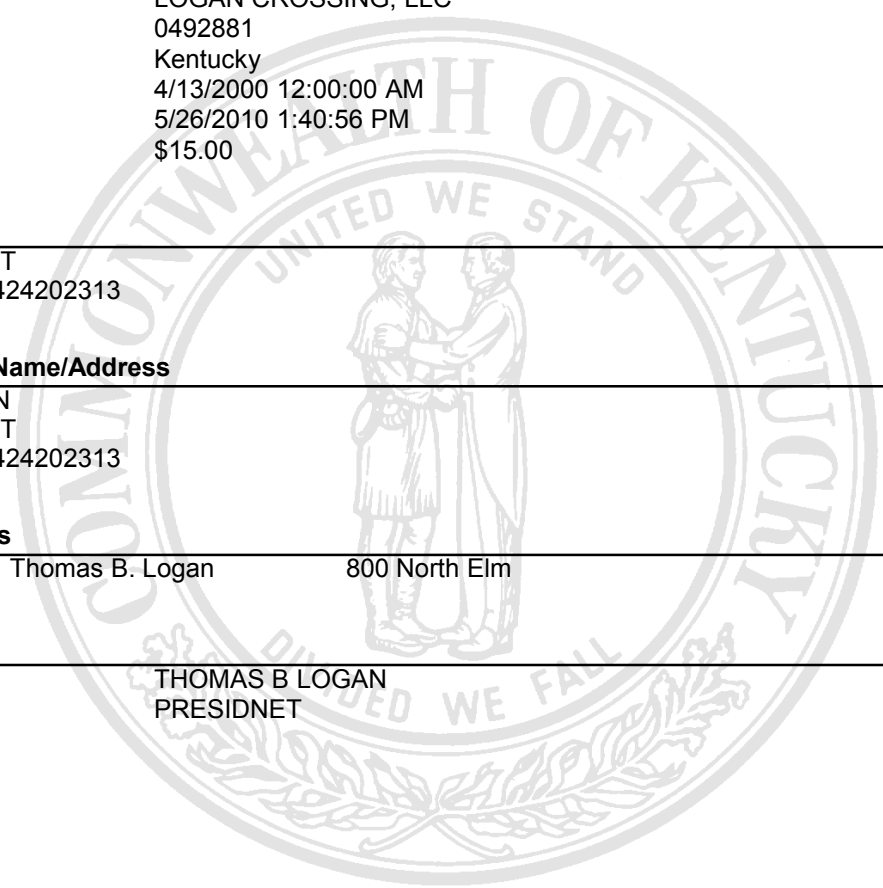 LOGAN CROSSING, LLC
0492881
Kentucky
4/13/2000 12:00:00 AM
5/26/2010 1:40:56 PM
$15.00
T
424202313
Name/Address
N
T
424202313
s
Thomas B. Logan 800 North Elm
THOMAS B LOGAN
PRESIDNET
COMMONWEALTH OF KENTUCKY
UNITED WE STAND
DIVIDED WE FALL